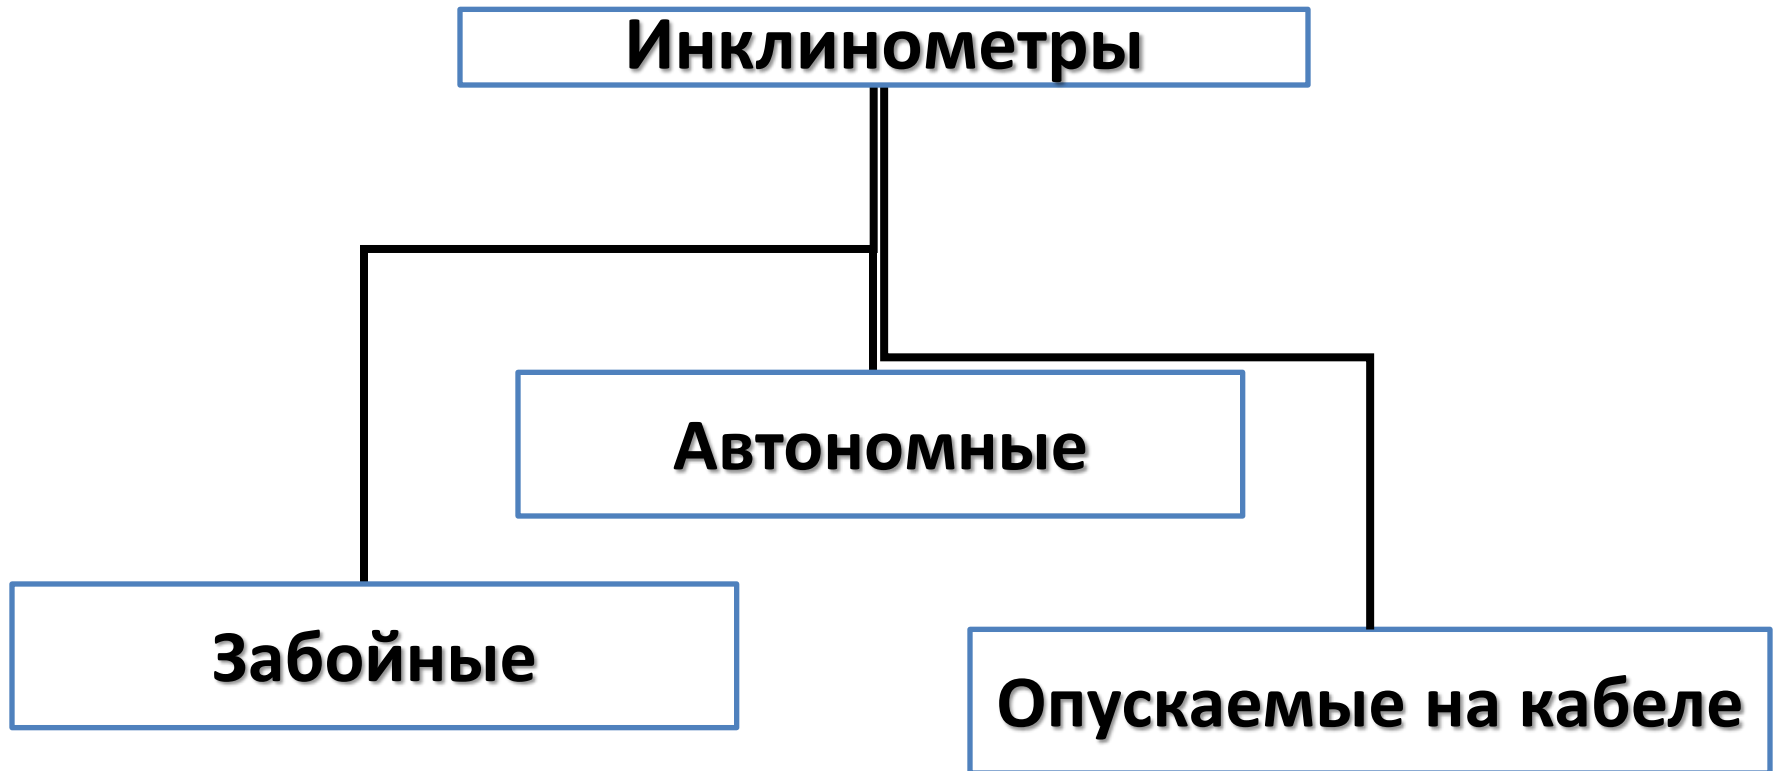 Инклинометры
Автономные
Забойные
Опускаемые на кабеле